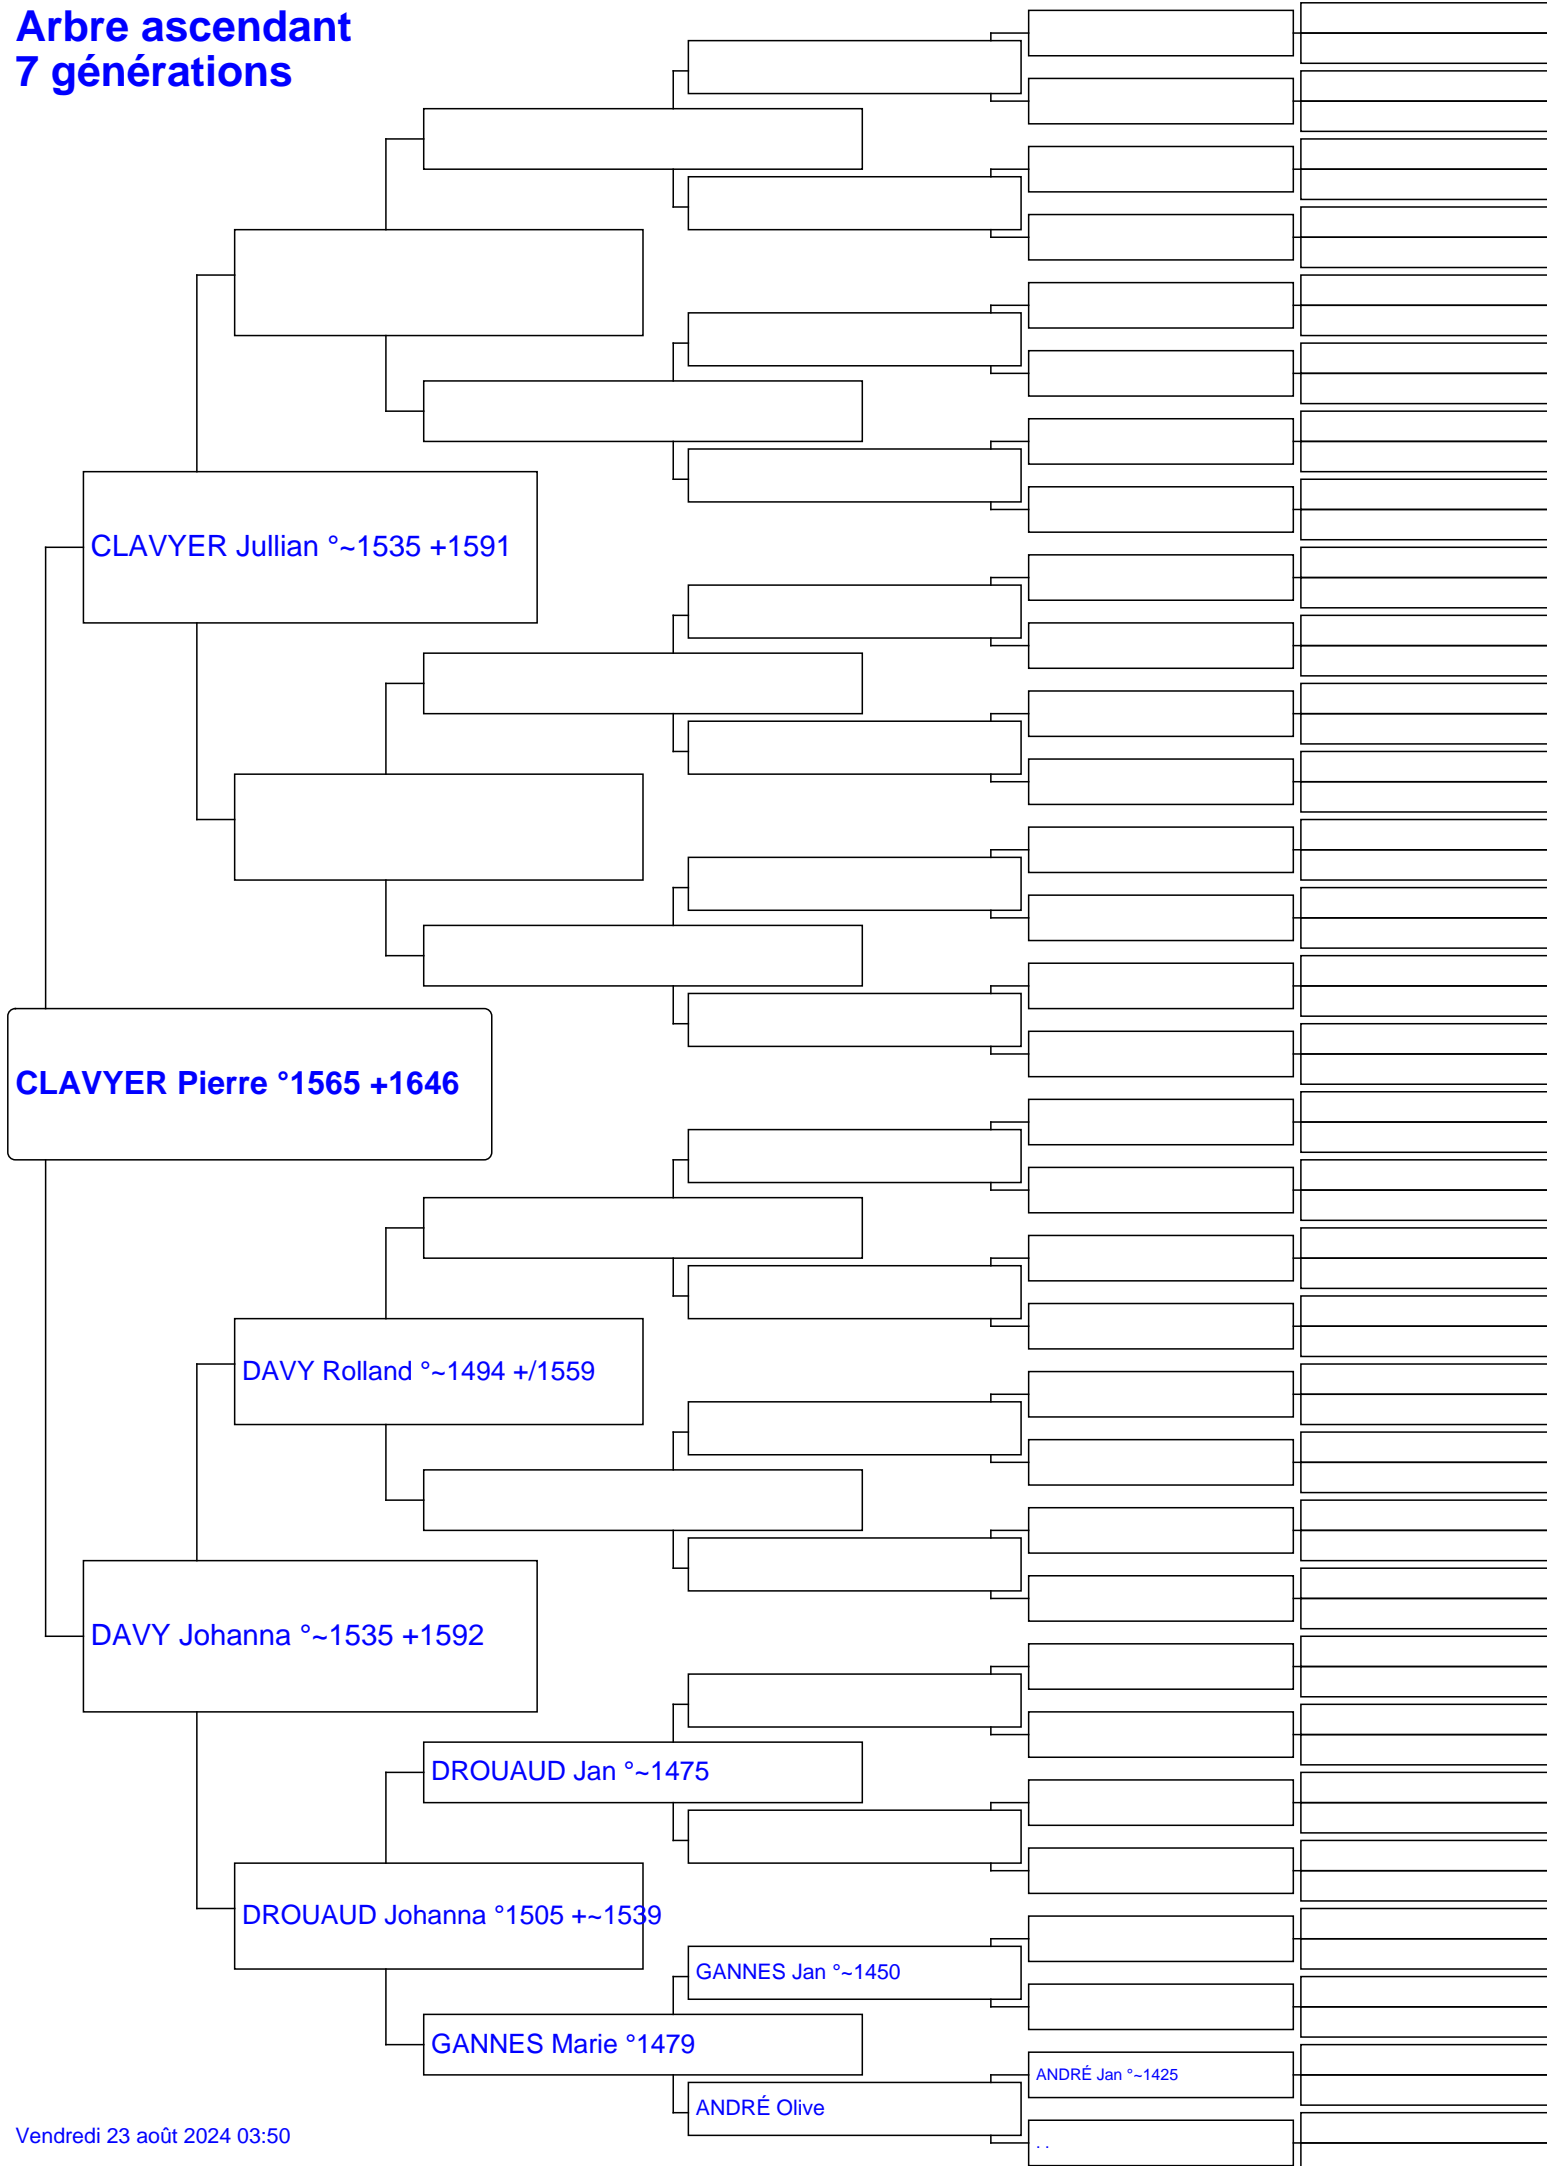 Arbre ascendant
7 générations
CLAVYER Jullian °~1535 +1591
CLAVYER Pierre °1565 +1646
DAVY Rolland °~1494 +/1559
DAVY Johanna °~1535 +1592
DROUAUD Jan °~1475
DROUAUD Johanna °1505 +~1539
GANNES Jan °~1450
GANNES Marie °1479
ANDRÉ Jan °~1425
ANDRÉ Olive
. .
Vendredi 23 août 2024 03:50